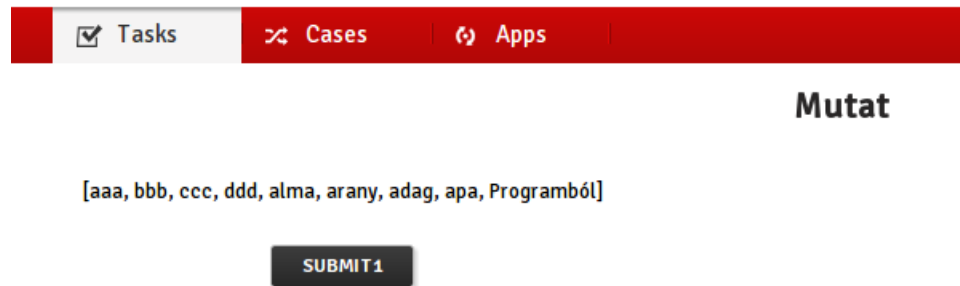 Tasks Cases Apps
Mutat
[aaa, bbb, ccc, ddd, alma, arany, adag, apa, Programból]
SUBMIT1